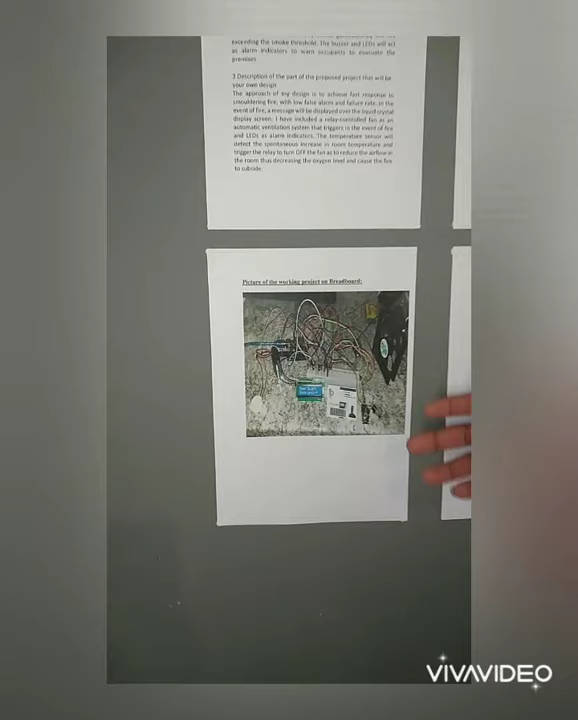 exceeding the smoke threshold. The buzzer and LEDs will act
as alarm indicators to warn occupants to evaluate the
premises
3 Description of the part of the proposed project that will be
your own design
The approach of my design is to achieve fast response to
smouldering fire, with low false alarm and failure rate. In the
event of fire, a message will be displayed over the liquid crystal
display screen. I have included a relay-controlled fan as an
automatic ventilation system that triggers in the event of fire
and LEDs as alarm indicators. The temperature sensor will
detect the spontaneous increase in room temperature and
trigger the relay to turn OFF the fan as to reduce the airflow in
the room thus decreasing the oxygen level and cause the fire
to subside.
Picture of the working project on Breadboard:
VIVAVIDEO